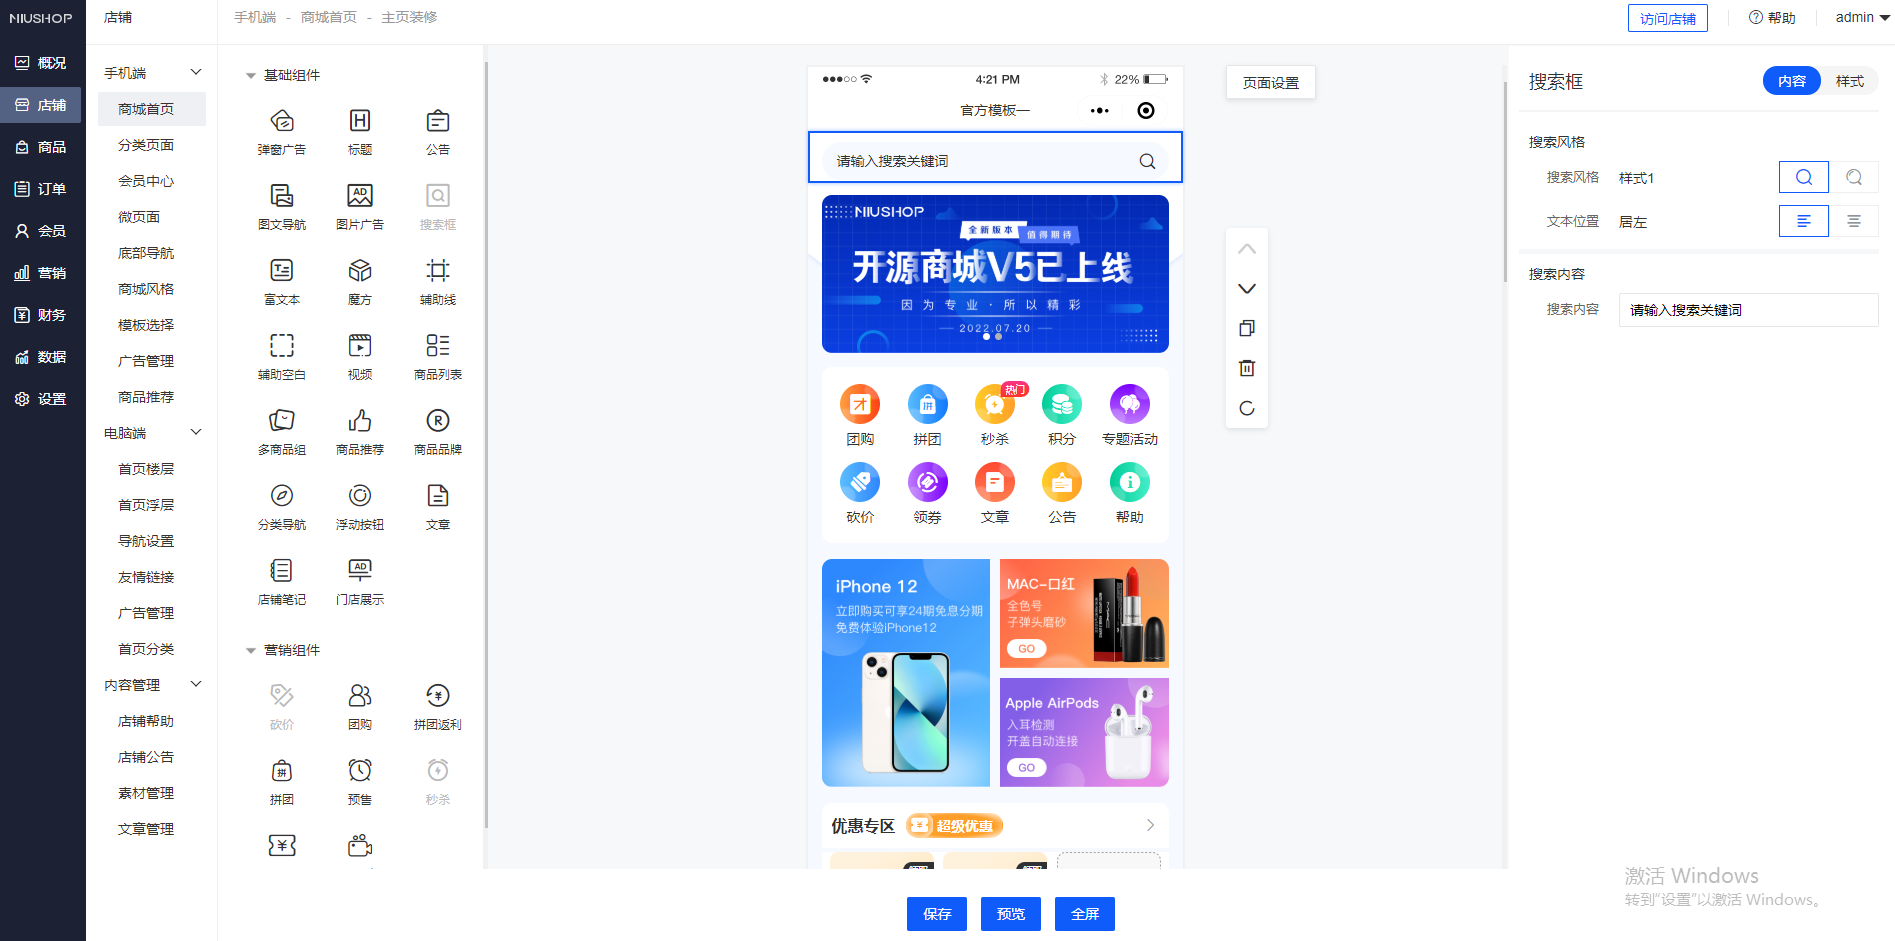 NIUSHOP
店铺
手机端 - 商城首页 - 主页装修
访问店铺
帮助
admin
概况
店铺
商品
订单
会员
营销
财务
数据
设置
手机端
商城首页
分类页面
会员中心
微页面
底部导航
商城风格
模板选择
广告管理
商品推荐
电脑端
首页楼层
首页浮层
导航设置
友情链接
广告管理
首页分类
内容管理
店铺帮助
店铺公告
素材管理
文章管理
基础组件
弹窗广告 标题 公告
图文导航 图片广告 搜索框
富文本 魔方 辅助线
辅助空白 视频 商品列表
多商品组 商品推荐 商品品牌
分类导航 浮动按钮 文章
店铺笔记 门店展示
营销组件
砍价 团购 拼团返利
拼团 预售 秒杀
4:21 PM
22%
官方模板一
请输入搜索关键词
NIUSHOP
全新版本
值得期待
开源商城V5已上线
因为专业·所以精彩
2022.07.20
热门
团购 拼团 秒杀 积分 专题活动
砍价 领券 文章 公告 帮助
iPhone 12
立即购买可享24期免息分期
免费体验iPhone12
MAC-口红
全色号
子弹头磨砂
GO
Apple AirPods
入耳检测
开盖自动连接
GO
优惠专区
超级优惠
页面设置
保存
预览
全屏
搜索框
内容
样式
搜索风格
搜索风格 样式1
文本位置 居左
搜索内容
搜索内容 请输入搜索关键词
激活 Windows
转到"设置"以激活 Windows。